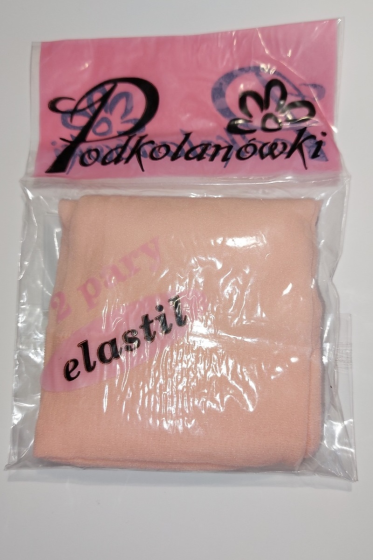 Podkolanówki
2 pary
elastil